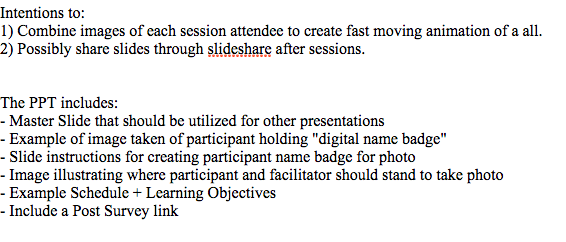 Intentions to:
1) Combine images of each session attendee to create fast moving animation of a all.
2) Possibly share slides through slideshare after sessions.
The PPT includes:
- Master Slide that should be utilized for other presentations
- Example of image taken of participant holding "digital name badge"
- Slide instructions for creating participant name badge for photo
- Image illustrating where participant and facilitator should stand to take photo
- Example Schedule + Learning Objectives
- Include a Post Survey link